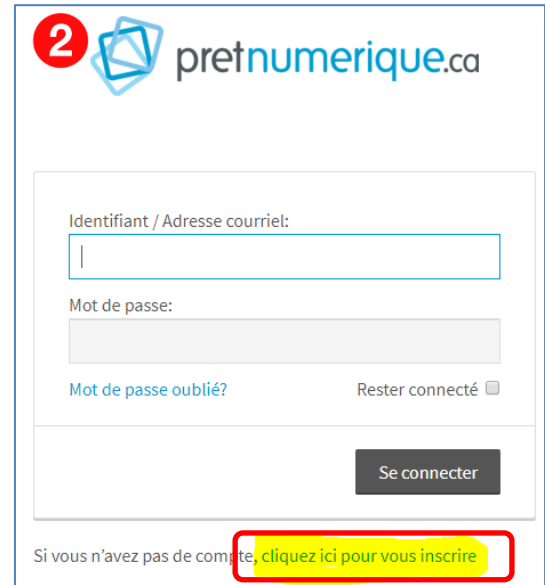 2
pretnumerique.ca
Identifiant / Adresse courriel:
Mot de passe:
Mot de passe oublié? Rester connecté
Se connecter
Si vous n’avez pas de compte, cliquez ici pour vous inscrire